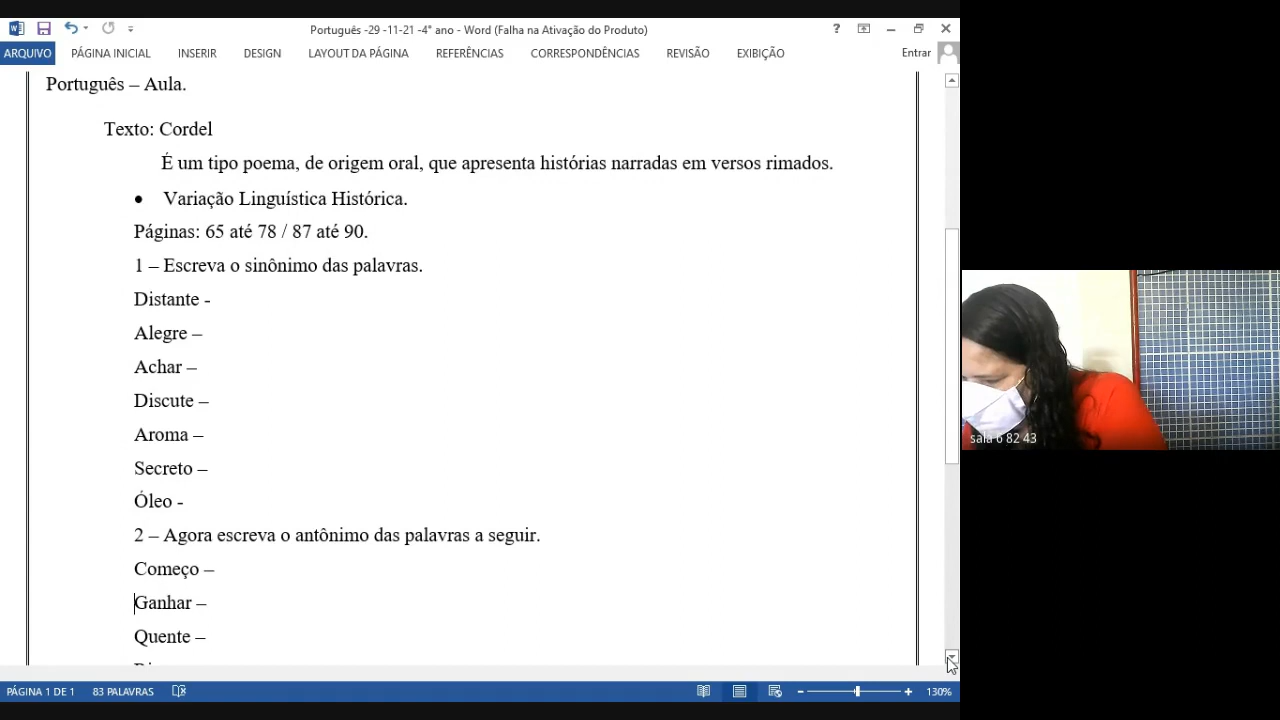 Português -29 -11-21 -4° ano - Word (Falha na Ativação do Produto)
?
ARQUIVO PÁGINA INICIAL INSERIR DESIGN LAYOUT DA PÁGINA REFERÊNCIAS CORRESPONDÊNCIAS REVISÃO EXIBIÇÃO Entrar
Português – Aula.
Texto: Cordel
É um tipo poema, de origem oral, que apresenta histórias narradas em versos rimados.
• Variação Linguística Histórica.
Páginas: 65 até 78 / 87 até 90.
1 – Escreva o sinônimo das palavras.
Distante -
Alegre –
Achar –
Discute –
Aroma –
Secreto –
Óleo -
2 – Agora escreva o antônimo das palavras a seguir.
Começo –
Ganhar –
Quente –
sala 6 82 43
PÁGINA 1 DE 1 83 PALAVRAS 130%